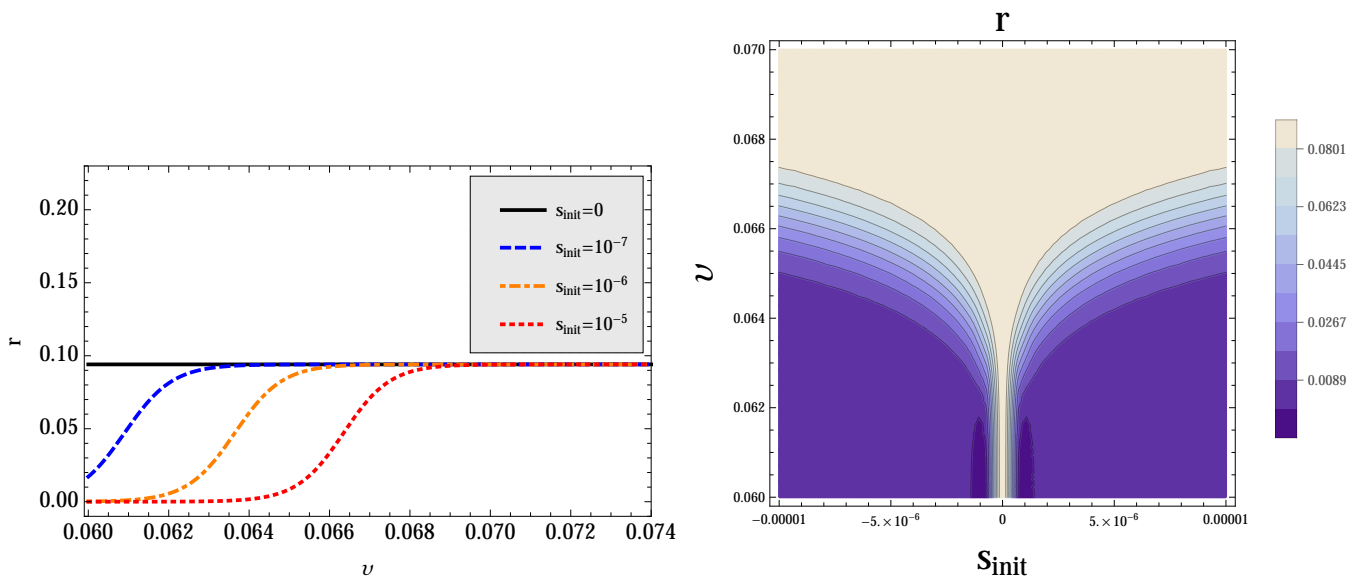 0.20
0.15
0.10
0.05
0.00
r
0.060 0.062 0.064 0.066 0.068 0.070 0.072 0.074
υ
s_init=0
s_init=10⁻⁷
s_init=10⁻⁶
s_init=10⁻⁵
r
0.070
0.068
0.066
0.064
0.062
0.060
υ
-0.00001 -5.×10⁻⁶ 0 5.×10⁻⁶ 0.00001
s_init
0.0801
0.0623
0.0445
0.0267
0.0089